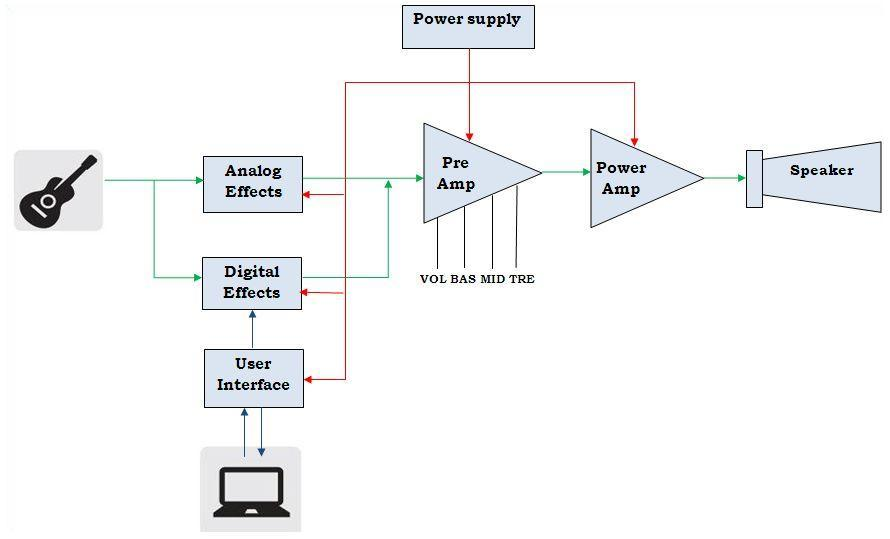 Power supply
Analog
Effects
Pre
Amp
Power
Amp
Speaker
Digital
Effects
VOL BAS MID TRE
User
Interface